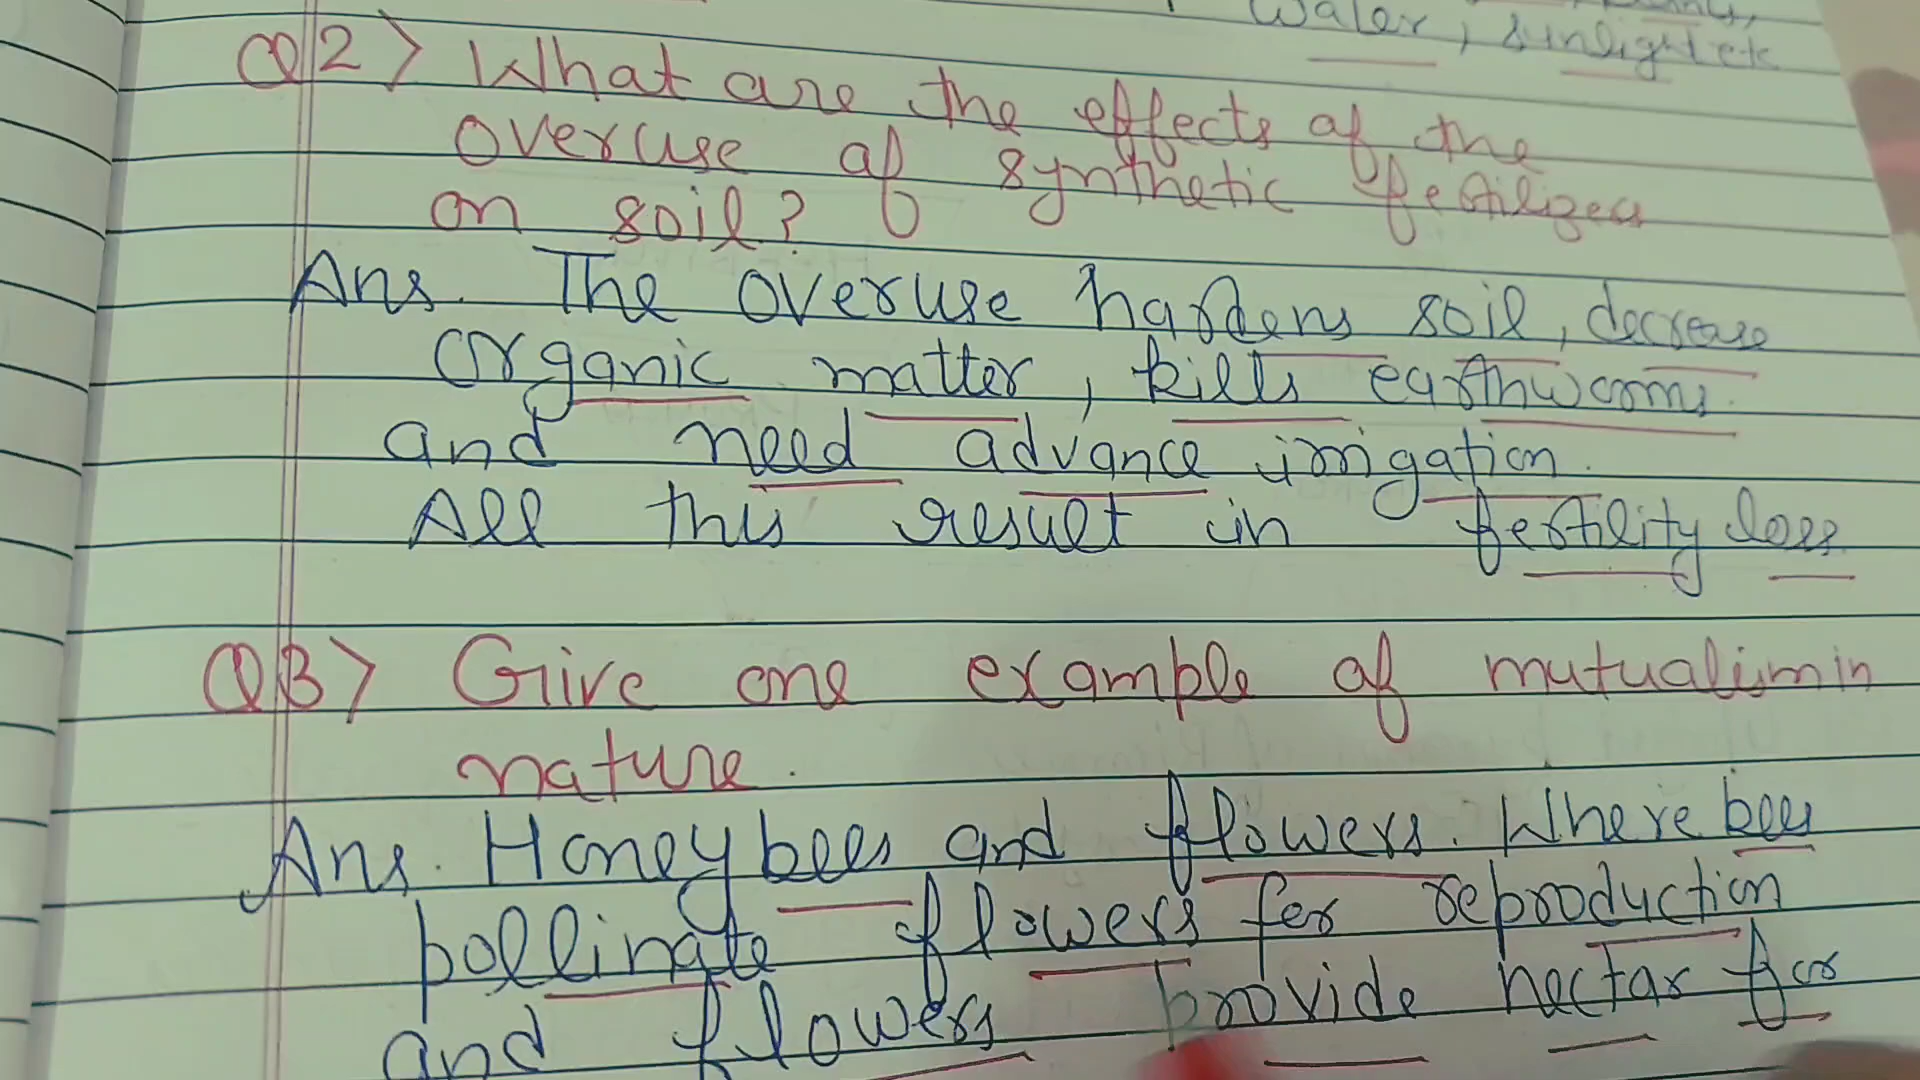 Water, sunlight etc
Q2> What are the effects of the
overuse of synthetic fertilizers
on soil?
Ans. The overuse hardens soil, decrease
organic matter, kills earthworms.
and need advance irrigation.
All this result in fertility loss
Q3> Give one example of mutualism in
nature.
Ans. Honeybees and flowers. Where bees
pollinate flowers for reproduction
and flowers provide nectar for